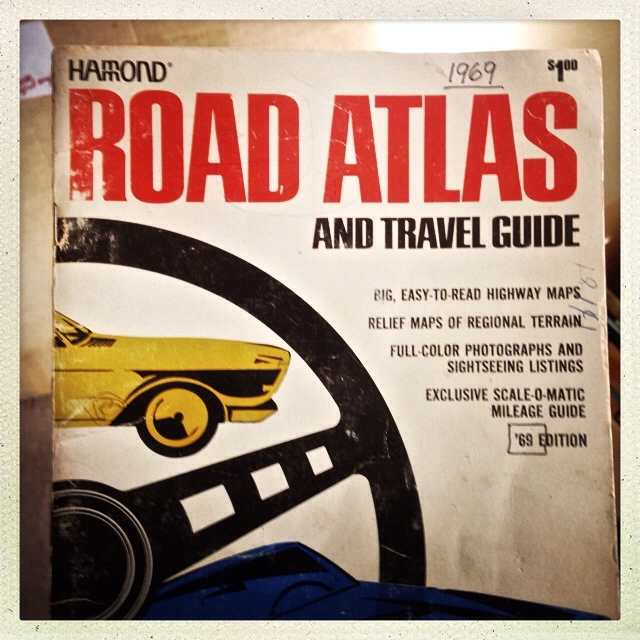 HAMMOND®
1969
$1.00
ROAD ATLAS
AND TRAVEL GUIDE
BIG, EASY-TO-READ HIGHWAY MAPS
RELIEF MAPS OF REGIONAL TERRAIN
FULL-COLOR PHOTOGRAPHS AND
SIGHTSEEING LISTINGS
EXCLUSIVE SCALE-O-MATIC
MILEAGE GUIDE
'69 EDITION